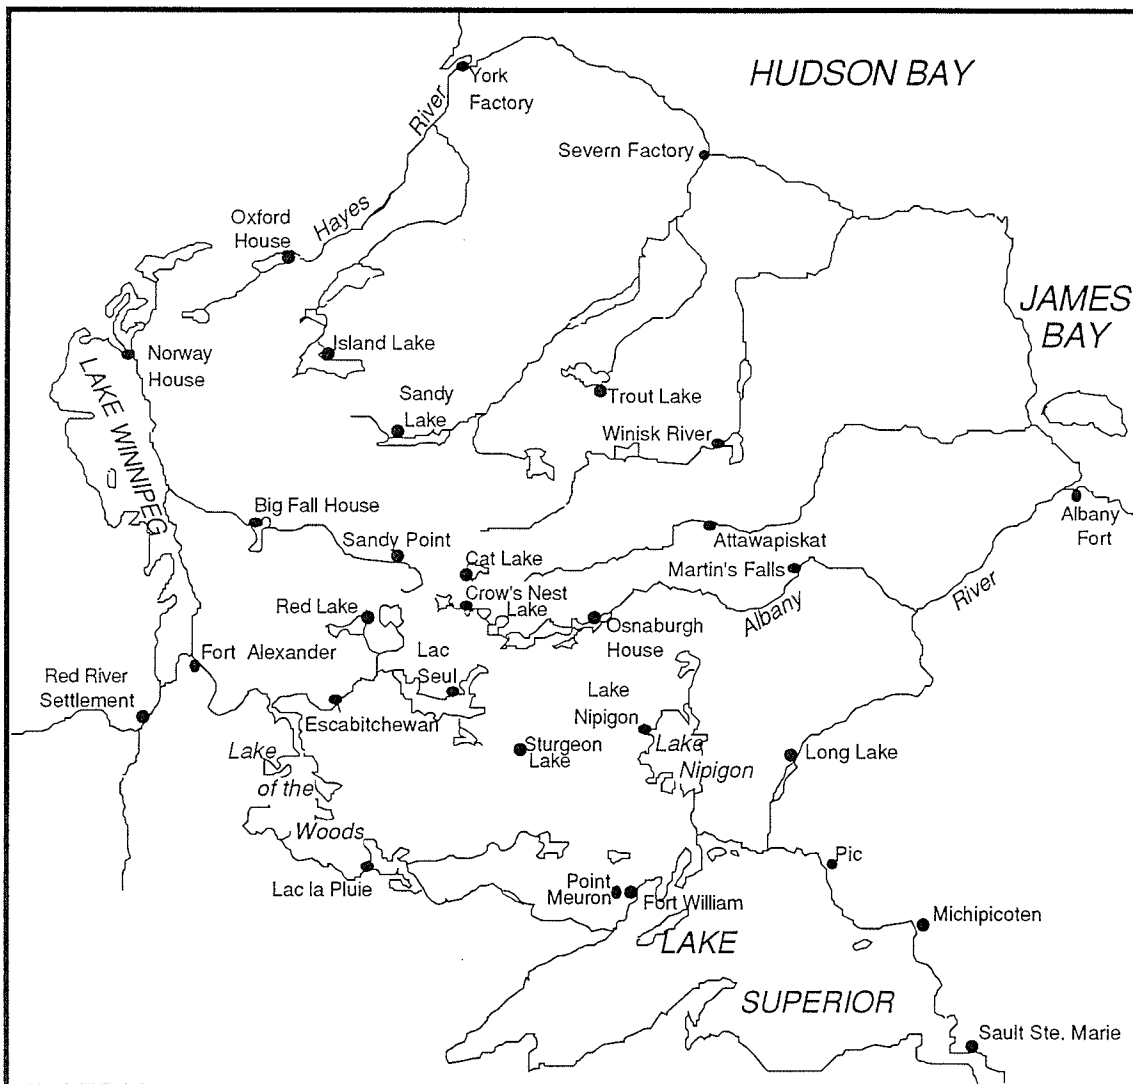 HUDSON BAY
York
Factory
River
Severn Factory
Hayes
Oxford
House
JAMES
BAY
Norway
House
Island Lake
LAKE WINNIPEG
Sandy
Lake
Trout Lake
Winisk River
Big Fall House
Albany
Fort
Sandy Point
Attawapiskat
Cat Lake
Martin's Falls
Crow's Nest
Lake
Albany
River
Red Lake
Osnaburgh
House
Fort Alexander
Lac
Seul
Red River
Settlement
Lake
Nipigon
Escabitchewan
Lake
of the
Woods
Sturgeon
Lake
Lake
Nipigon
Long Lake
Lac la Pluie
Pic
Point
Meuron
Fort William
Michipicoten
LAKE
SUPERIOR
Sault Ste. Marie